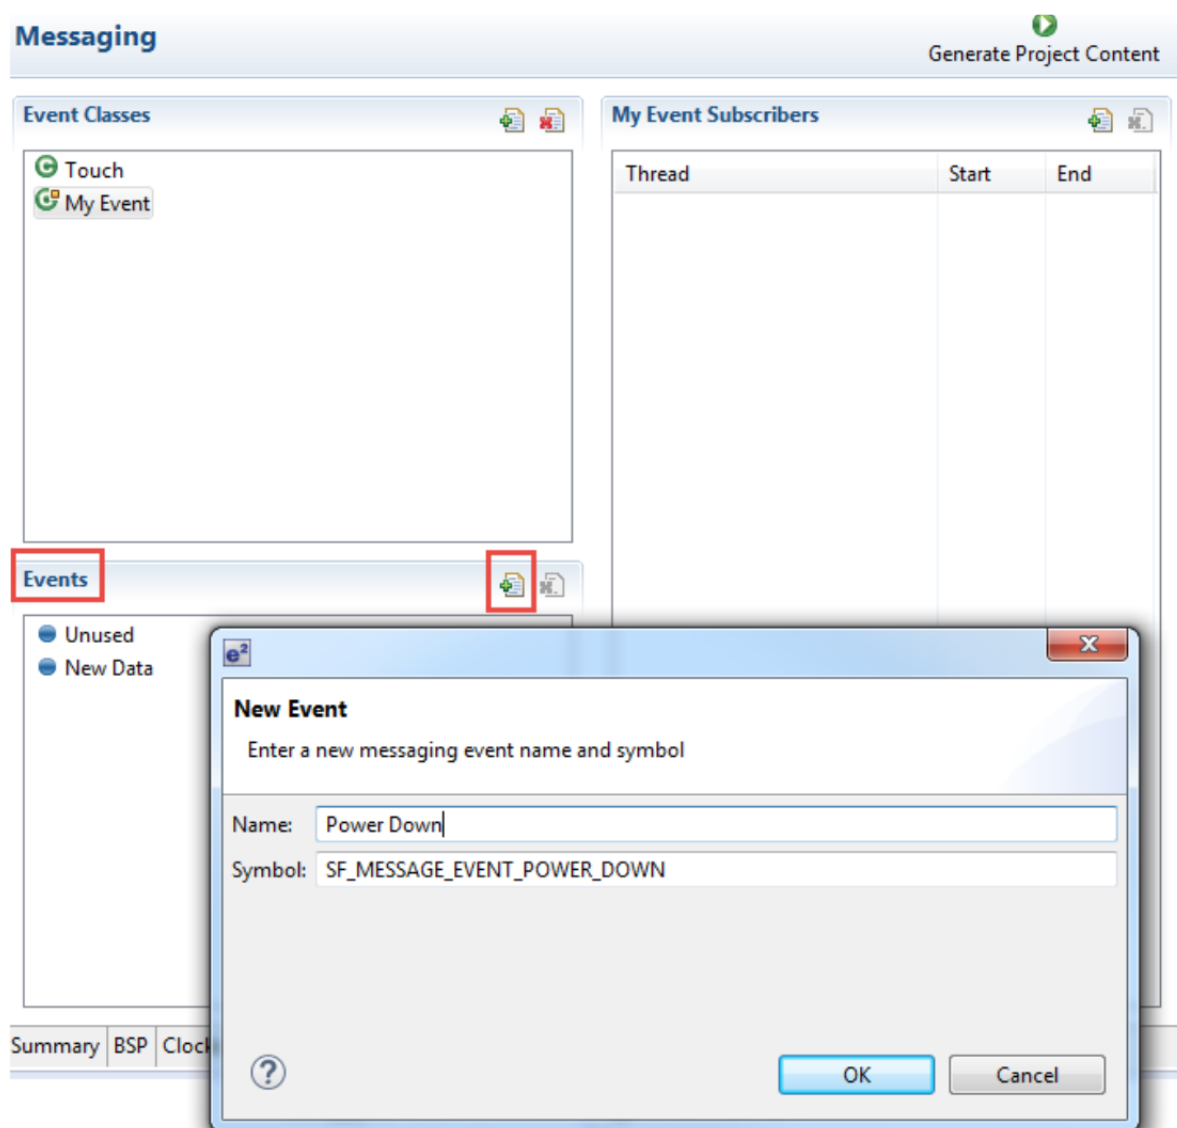 Messaging
Generate Project Content
Event Classes
Touch
My Event
My Event Subscribers
Thread Start End
Events
Unused
New Data
e²
New Event
Enter a new messaging event name and symbol
Name: Power Down
Symbol: SF_MESSAGE_EVENT_POWER_DOWN
Summary BSP Clock
? OK Cancel